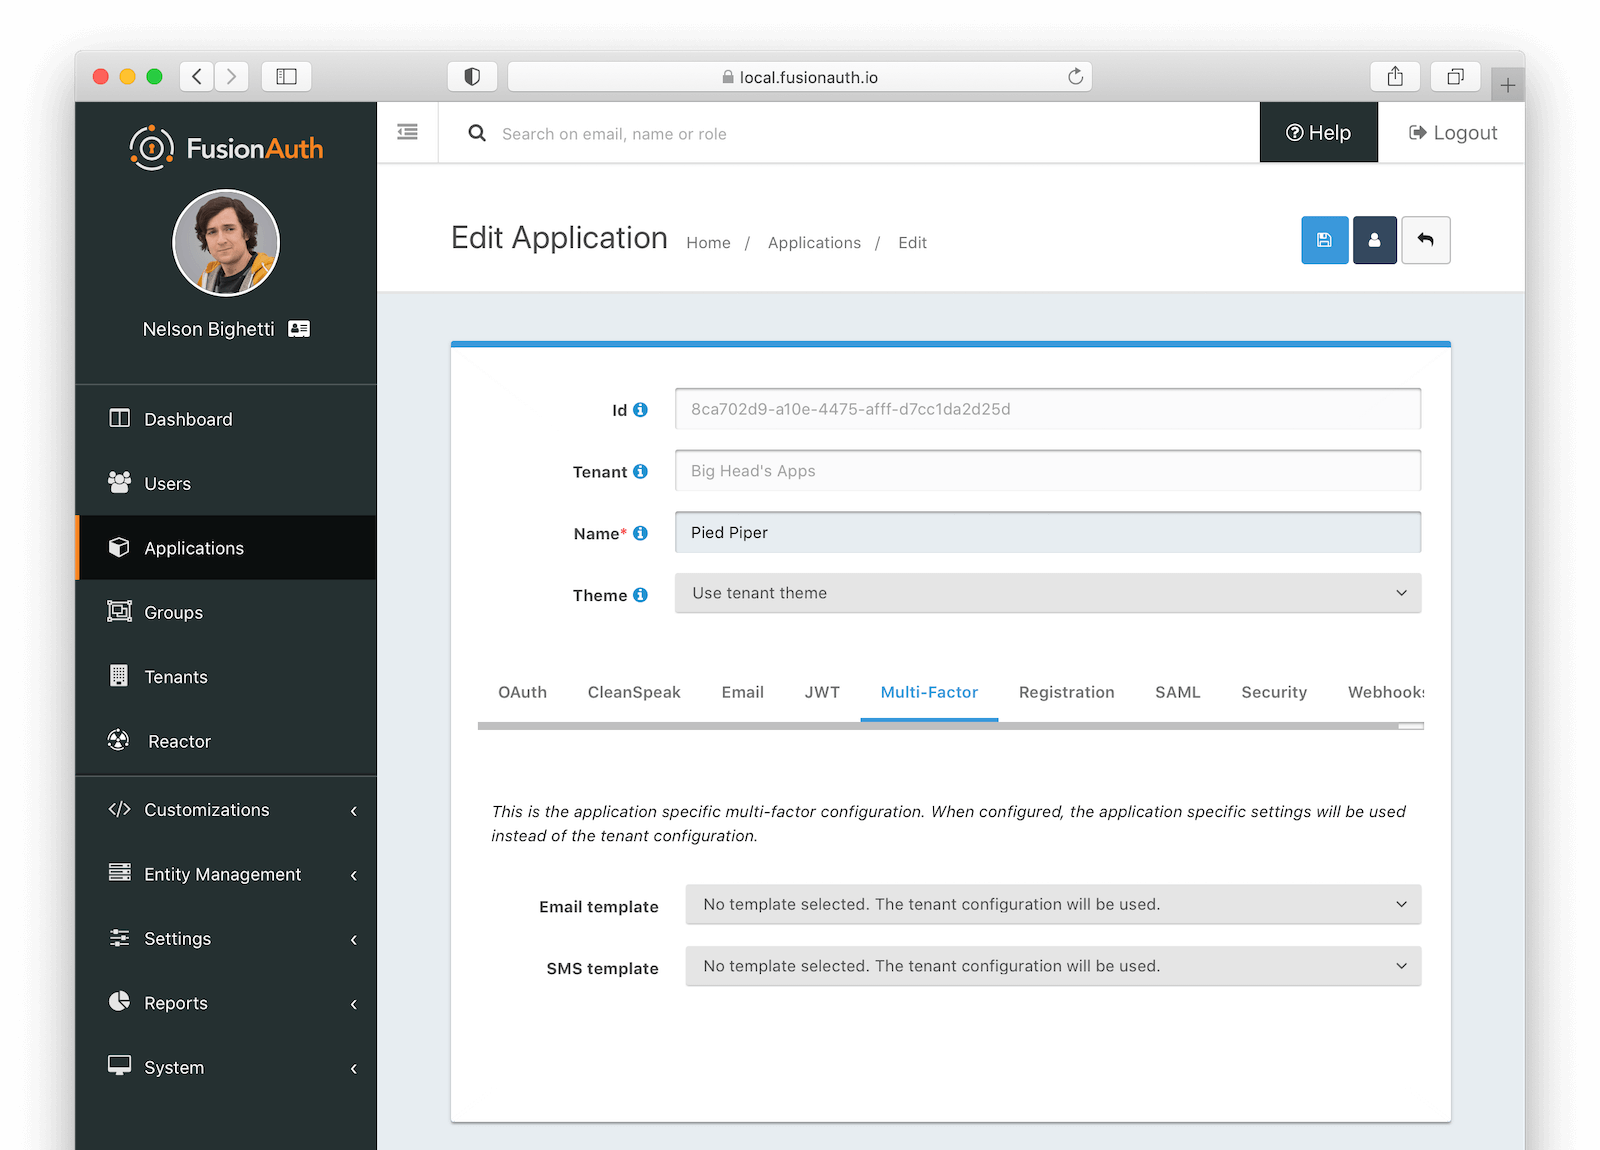 local.fusionauth.io
FusionAuth
Search on email, name or role
Help
Logout
Nelson Bighetti
Edit Application
Home / Applications / Edit
Dashboard
Users
Applications
Groups
Tenants
Reactor
Customizations
Entity Management
Settings
Reports
System
Id
8ca702d9-a10e-4475-afff-d7cc1da2d25d
Tenant
Big Head's Apps
Name*
Pied Piper
Theme
Use tenant theme
OAuth
CleanSpeak
Email
JWT
Multi-Factor
Registration
SAML
Security
Webhooks
This is the application specific multi-factor configuration. When configured, the application specific settings will be used
instead of the tenant configuration.
Email template
No template selected. The tenant configuration will be used.
SMS template
No template selected. The tenant configuration will be used.